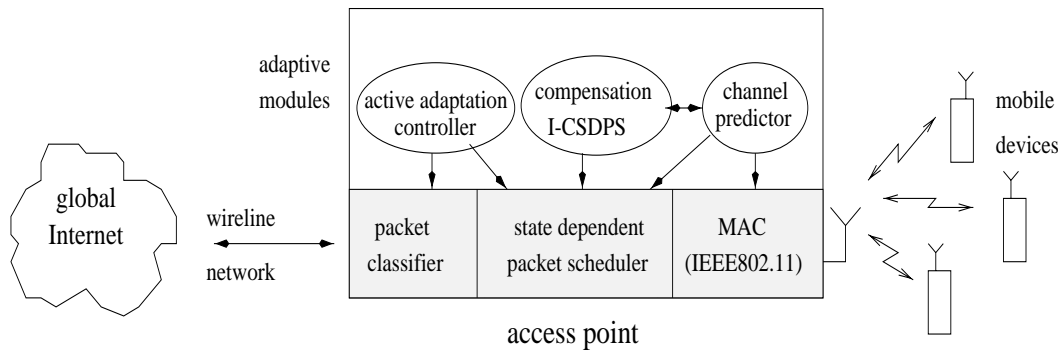 adaptive
modules
active adaptation
controller
compensation
I-CSDPS
channel
predictor
mobile
devices
global
Internet
wireline
network
packet
classifier
state dependent
packet scheduler
MAC
(IEEE802.11)
access point